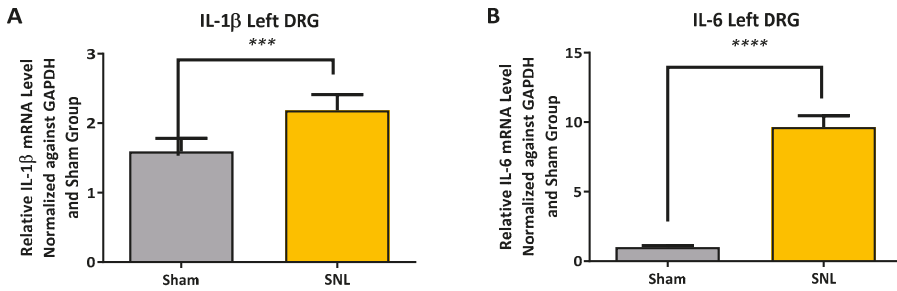 A
IL-1β Left DRG
***
Relative IL-1β mRNA Level
Normalized against GAPDH
and Sham Group
3
2
1
0
Sham
SNL
B
IL-6 Left DRG
****
Relative IL-6 mRNA Level
Normalized against GAPDH
and Sham Group
15
10
5
0
Sham
SNL